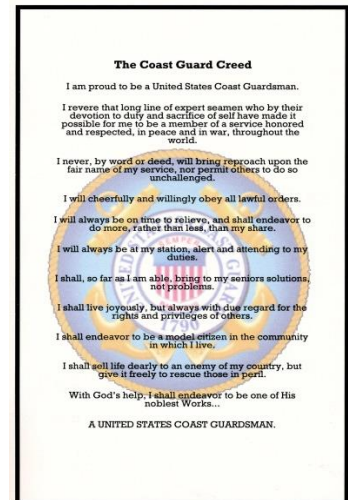 The Coast Guard Creed
I am proud to be a United States Coast Guardsman.
I revere that long line of expert seamen who by their
devotion to duty and sacrifice of self have made it
possible for me to be a member of a service honored
and respected, in peace and in war, throughout the
world.
I never, by word or deed, will bring reproach upon the
fair name of my service, nor permit others to do so
unchallenged.
I will cheerfully and willingly obey all lawful orders.
I will always be on time to relieve, and shall endeavor to
do more, rather than less, than my share.
I will always be at my station, alert and attending to my
duties.
I shall, so far as I am able, bring to my seniors solutions,
not problems.
I shall live joyously, but always with due regard for the
rights and privileges of others.
I shall endeavor to be a model citizen in the community
in which I live.
I shall sell life dearly to an enemy of my country, but
give it freely to rescue those in peril.
With God's help, I shall endeavor to be one of His
noblest Works...
A UNITED STATES COAST GUARDSMAN.
UNITED
GUARD
1790